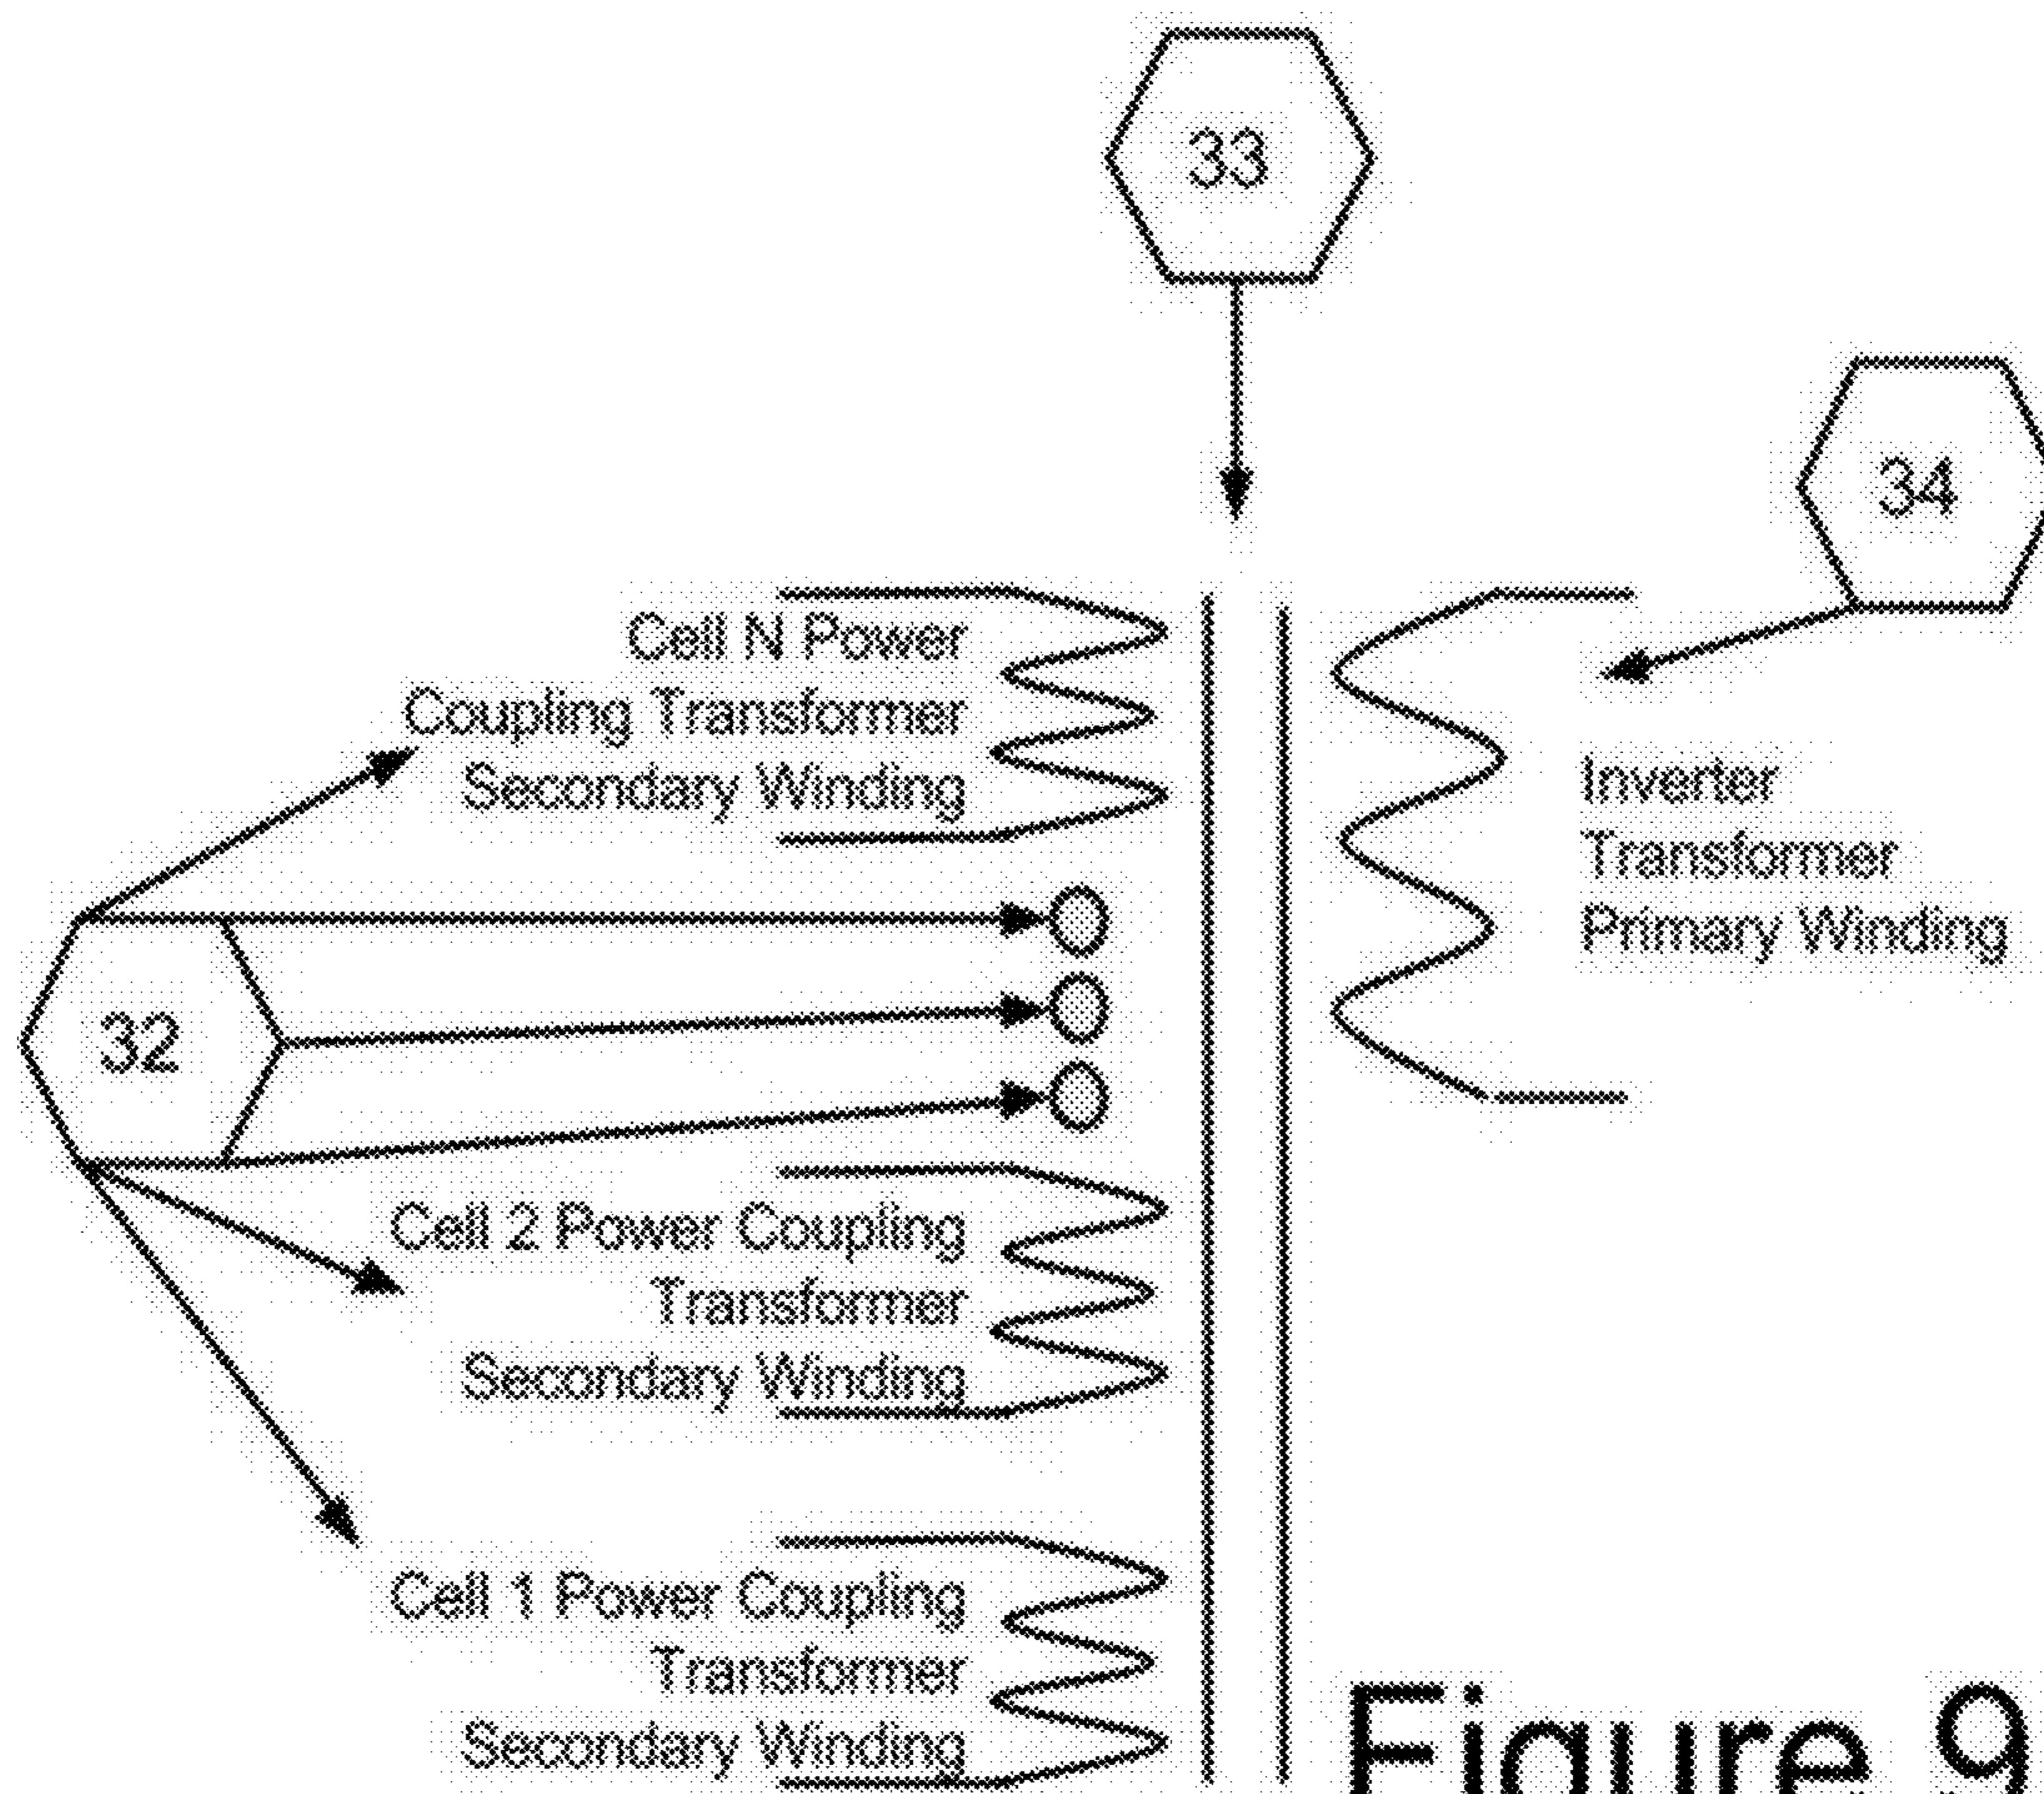 33
34
Cell N Power
Coupling Transformer
Secondary Winding
Inverter
Transformer
Primary Winding
32
Cell 2 Power Coupling
Transformer
Secondary Winding
Cell 1 Power Coupling
Transformer
Secondary Winding
Figure 9